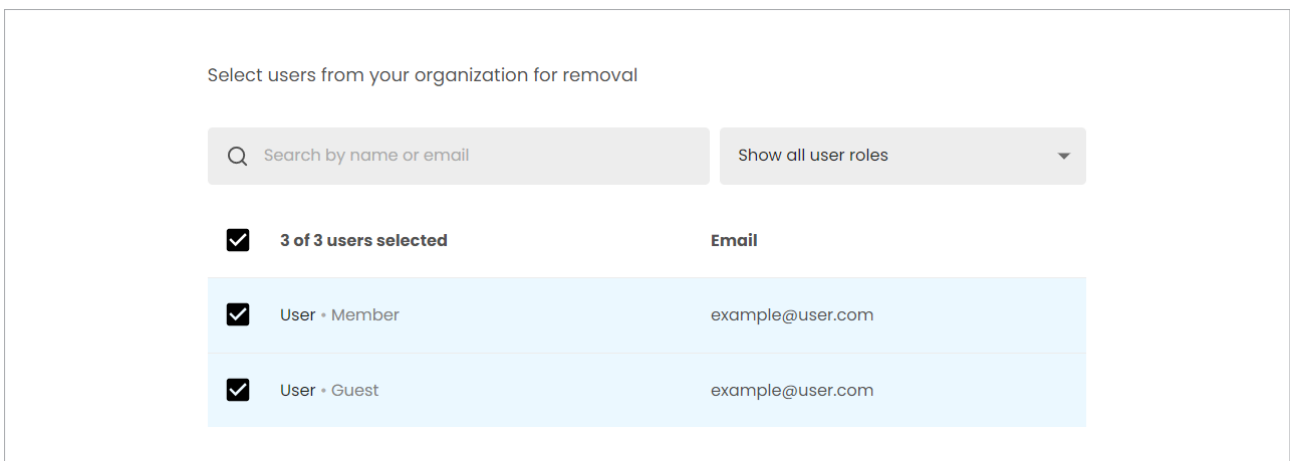 Select users from your organization for removal
Search by name or email
Show all user roles
3 of 3 users selected Email
User • Member example@user.com
User • Guest example@user.com